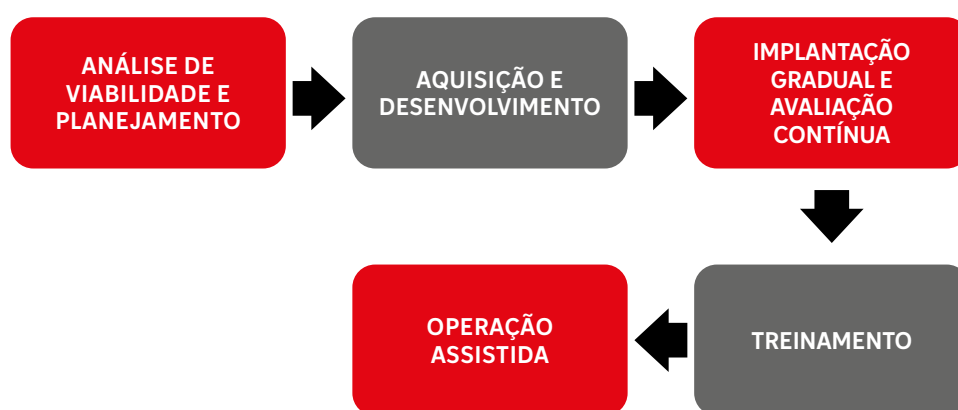 ANÁLISE DE
VIABILIDADE E
PLANEJAMENTO
AQUISIÇÃO E
DESENVOLVIMENTO
IMPLANTAÇÃO
GRADUAL E
AVALIAÇÃO
CONTÍNUA
TREINAMENTO
OPERAÇÃO
ASSISTIDA